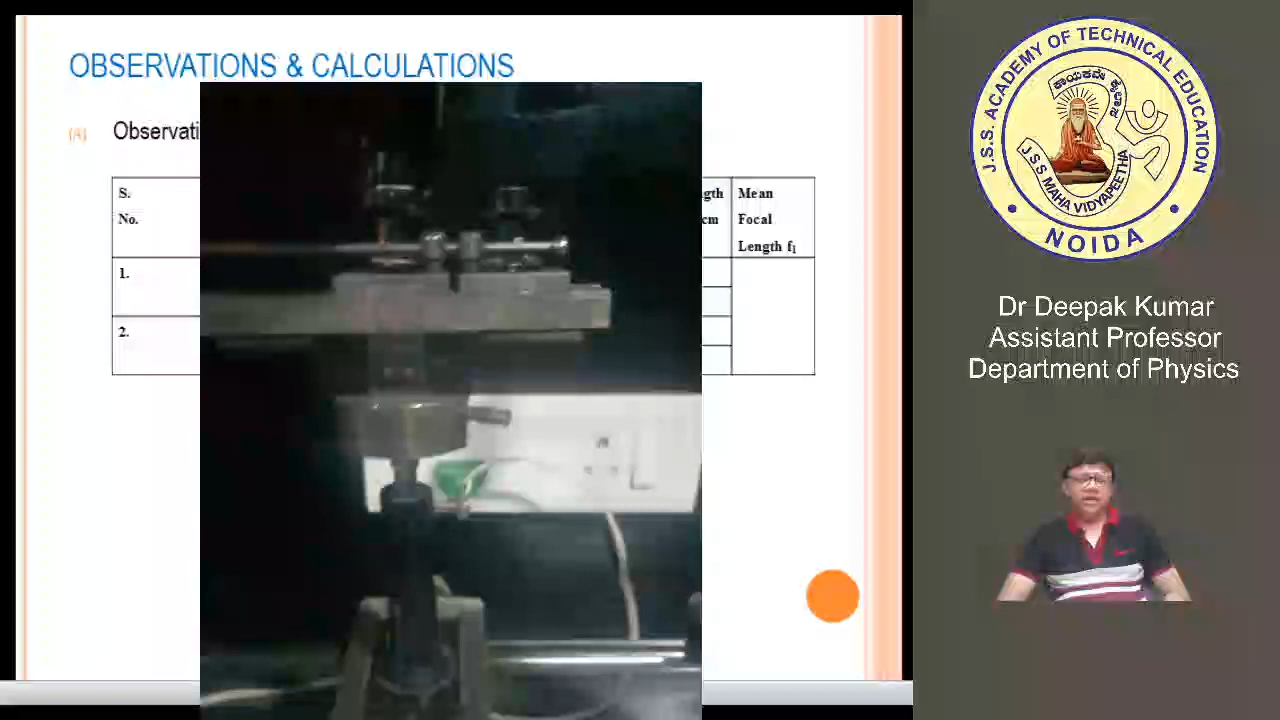 OBSERVATIONS & CALCULATIONS
(A) Observati
S.
No.
gth
cm
Mean
Focal
Length f1
1.
2.
J.S.S. ACADEMY OF TECHNICAL EDUCATION
JSS MAHA VIDYAPEETHA
• NOIDA •
Dr Deepak Kumar
Assistant Professor
Department of Physics